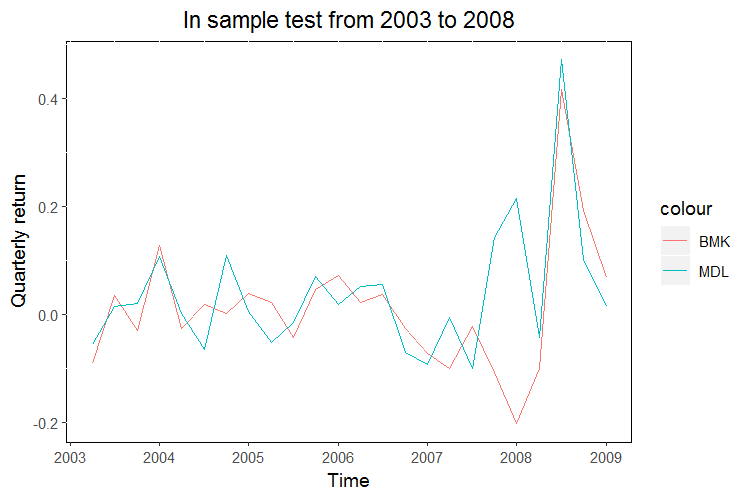 In sample test from 2003 to 2008
Quarterly return
0.4
0.2
0.0
-0.2
2003 2004 2005 2006 2007 2008 2009
Time
colour
BMK
MDL